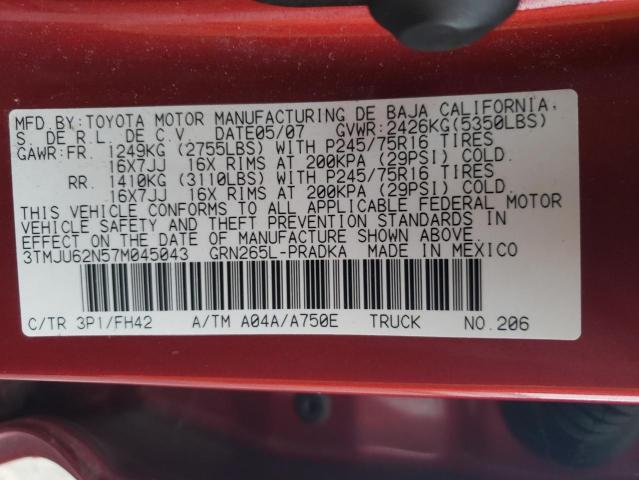 MFD.BY:TOYOTA MOTOR MANUFACTURING DE BAJA CALIFORNIA,
S. DE R.L. DE C.V. DATE05/07 GVWR:2426KG(5350LBS)
GAWR:FR. 1249KG (2755LBS) WITH P245/75R16 TIRES
16X7JJ 16X RIMS AT 200KPA (29PSI) COLD.
RR. 1410KG (3110LBS) WITH P245/75R16 TIRES
16X7JJ 16X RIMS AT 200KPA (29PSI) COLD.
THIS VEHICLE CONFORMS TO ALL APPLICABLE FEDERAL MOTOR
VEHICLE SAFETY AND THEFT PREVENTION STANDARDS IN
EFFECT ON THE DATE OF MANUFACTURE SHOWN ABOVE.
3TMJU62N57M045043 GRN265L-PRADKA MADE IN MEXICO
C/TR 3P1/FH42 A/TM A04A/A750E TRUCK NO.206